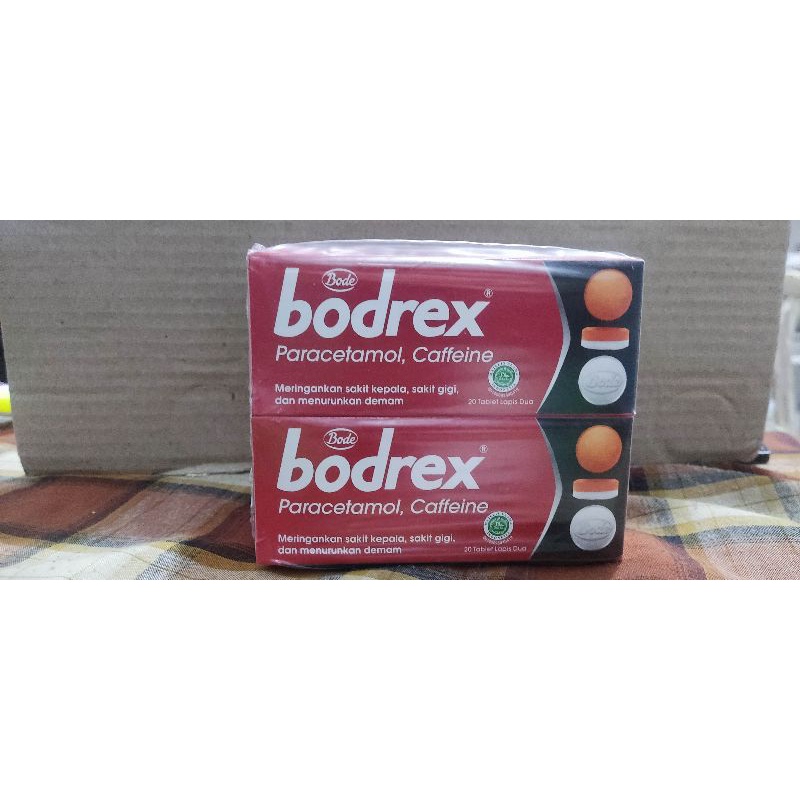 Bode
bodrex®
Paracetamol, Caffeine
Meringankan sakit kepala, sakit gigi,
dan menurunkan demam
20 Tablet Lapis Dua
Bode
bodrex®
Paracetamol, Caffeine
Meringankan sakit kepala, sakit gigi,
dan menurunkan demam
20 Tablet Lapis Dua